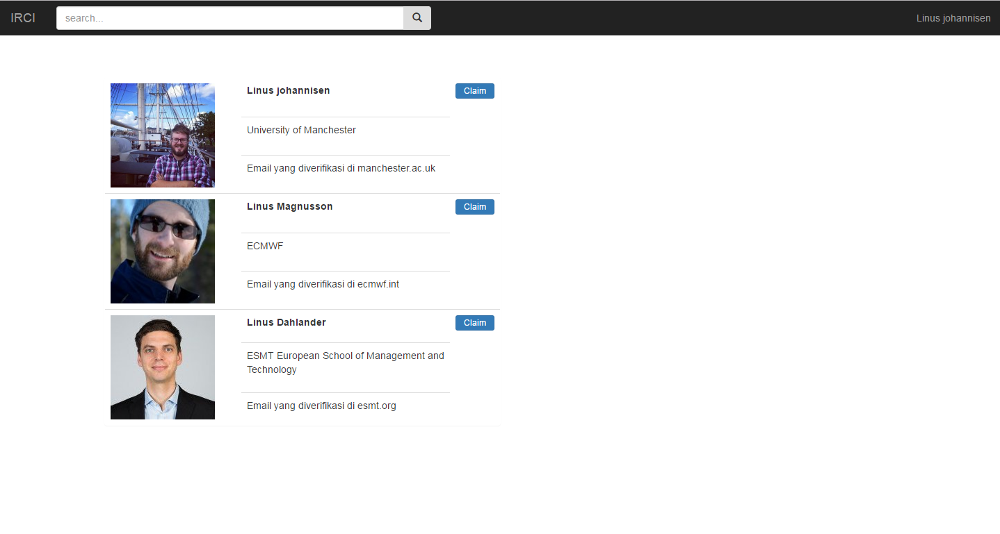 IRCI
search...
Linus johannisen
Linus johannisen
Claim
University of Manchester
Email yang diverifikasi di manchester.ac.uk
Linus Magnusson
Claim
ECMWF
Email yang diverifikasi di ecmwf.int
Linus Dahlander
Claim
ESMT European School of Management and
Technology
Email yang diverifikasi di esmt.org